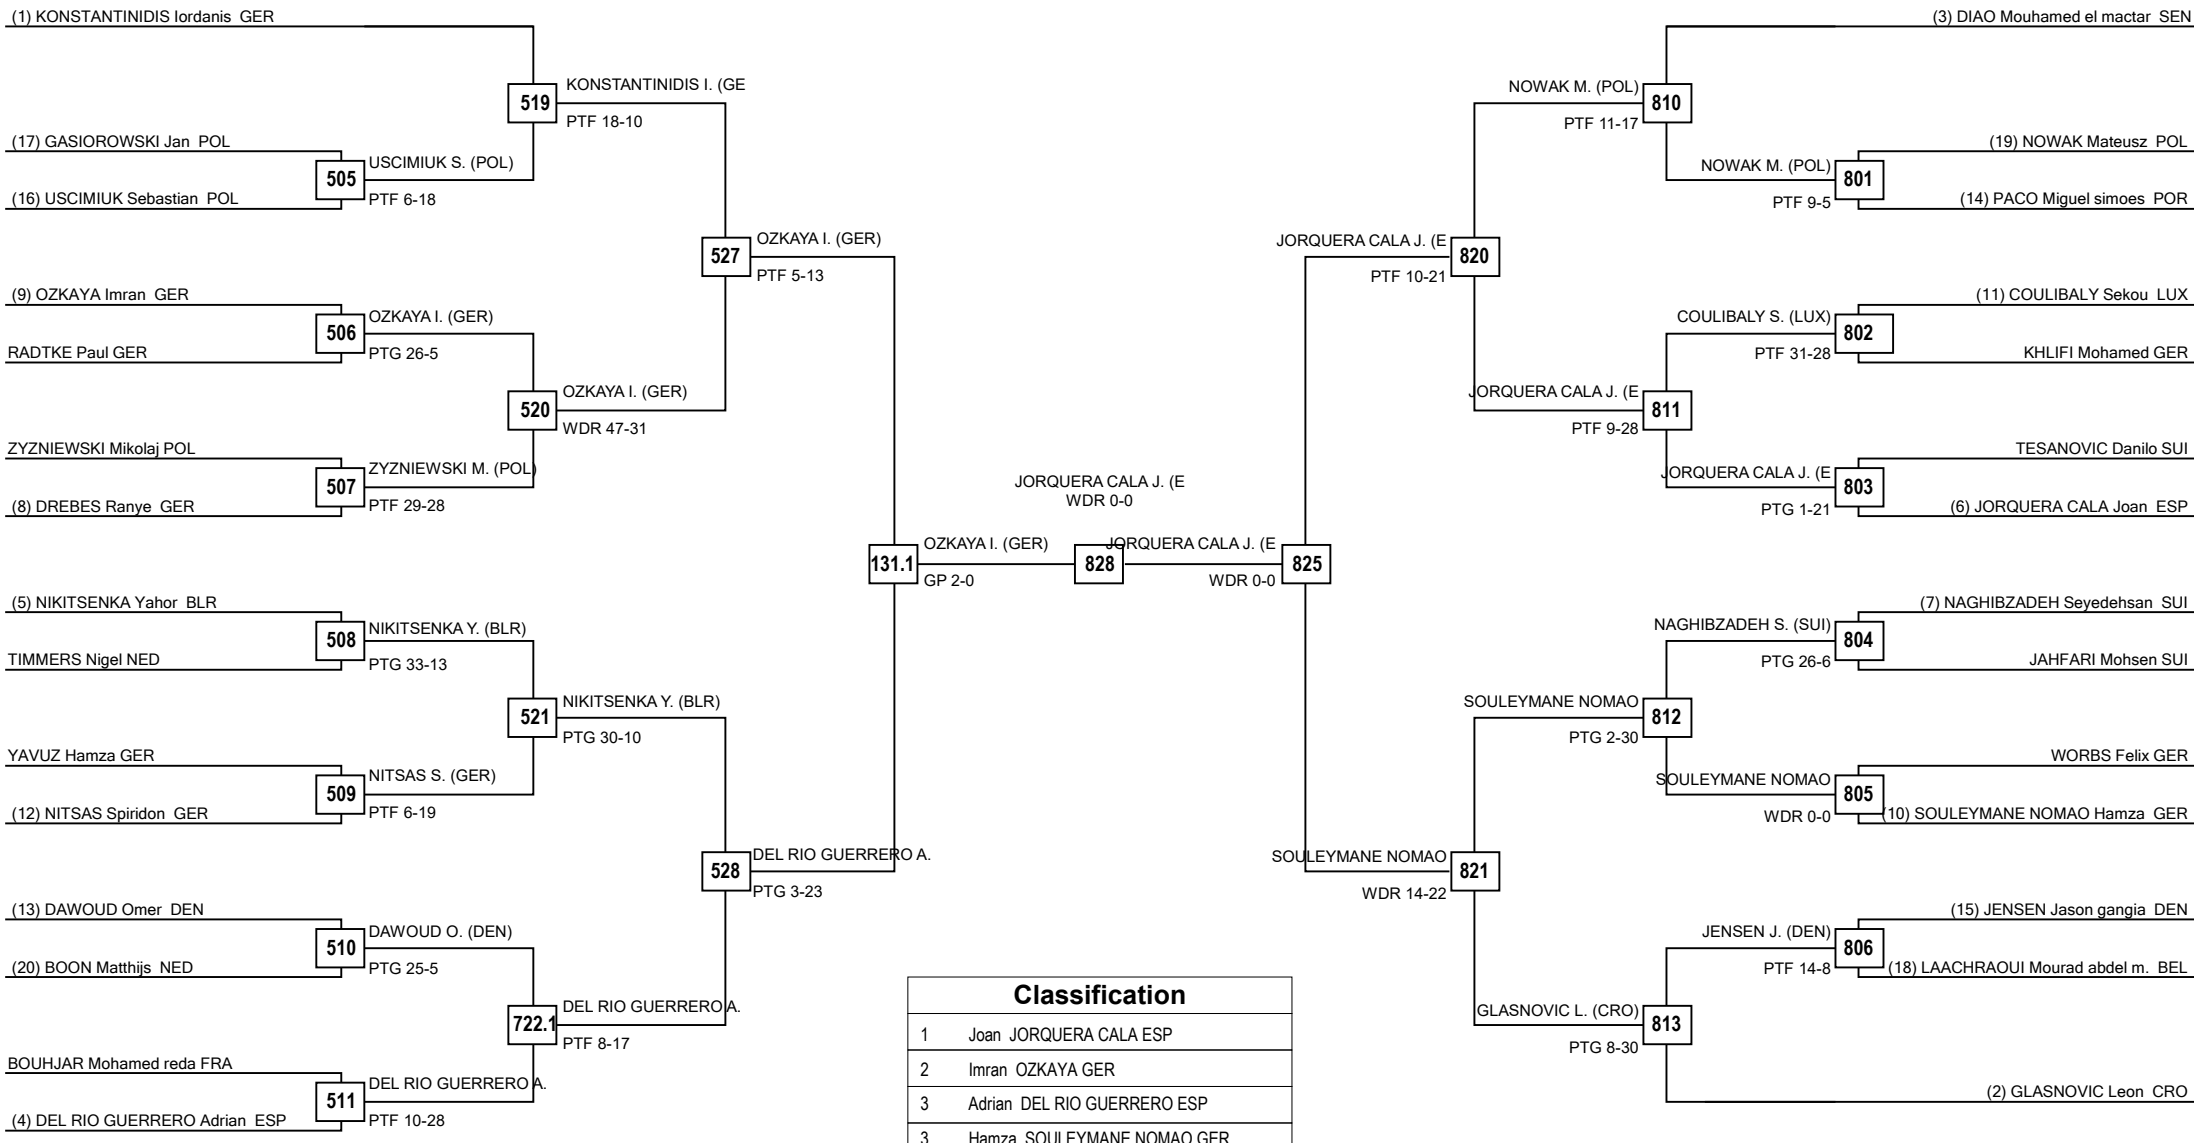 (1) KONSTANTINIDIS Iordanis GER
(3) DIAO Mouhamed el mactar SEN
KONSTANTINIDIS I. (GE
519
PTF 18-10
NOWAK M. (POL)
810
PTF 11-17
(17) GASIOROWSKI Jan POL
USCIMIUK S. (POL)
505
(16) USCIMIUK Sebastian POL
PTF 6-18
(19) NOWAK Mateusz POL
NOWAK M. (POL)
801
PTF 9-5
(14) PACO Miguel simoes POR
OZKAYA I. (GER)
527
PTF 5-13
JORQUERA CALA J. (E
820
PTF 10-21
(9) OZKAYA Imran GER
OZKAYA I. (GER)
506
RADTKE Paul GER
PTG 26-5
(11) COULIBALY Sekou LUX
COULIBALY S. (LUX)
802
PTF 31-28
KHLIFI Mohamed GER
OZKAYA I. (GER)
520
WDR 47-31
JORQUERA CALA J. (E
811
PTF 9-28
ZYZNIEWSKI Mikolaj POL
ZYZNIEWSKI M. (POL)
507
(8) DREBES Ranye GER
PTF 29-28
TESANOVIC Danilo SUI
JORQUERA CALA J. (E
803
PTG 1-21
(6) JORQUERA CALA Joan ESP
JORQUERA CALA J. (E
WDR 0-0
131.1
OZKAYA I. (GER)
GP 2-0
828
JORQUERA CALA J. (E
825
WDR 0-0
(5) NIKITSENKA Yahor BLR
NIKITSENKA Y. (BLR)
508
TIMMERS Nigel NED
PTG 33-13
(7) NAGHIBZADEH Seyedehsan SUI
NAGHIBZADEH S. (SUI)
804
PTG 26-6
JAHFARI Mohsen SUI
NIKITSENKA Y. (BLR)
521
PTG 30-10
SOULEYMANE NOMAO
812
PTG 2-30
YAVUZ Hamza GER
NITSAS S. (GER)
509
(12) NITSAS Spiridon GER
PTF 6-19
WORBS Felix GER
SOULEYMANE NOMAO
805
WDR 0-0
(10) SOULEYMANE NOMAO Hamza GER
DEL RIO GUERRERO A.
528
PTG 3-23
SOULEYMANE NOMAO
821
WDR 14-22
(13) DAWOUD Omer DEN
DAWOUD O. (DEN)
510
(20) BOON Matthijs NED
PTG 25-5
(15) JENSEN Jason gangia DEN
JENSEN J. (DEN)
806
PTF 14-8
(18) LAACHRAOUI Mourad abdel m. BEL
DEL RIO GUERRERO A.
722.1
PTF 8-17
GLASNOVIC L. (CRO)
813
PTG 8-30
BOUHJAR Mohamed reda FRA
DEL RIO GUERRERO A.
511
(4) DEL RIO GUERRERO Adrian ESP
PTF 10-28
(2) GLASNOVIC Leon CRO
Classification
1 Joan JORQUERA CALA ESP
2 Imran OZKAYA GER
3 Adrian DEL RIO GUERRERO ESP
3 Hamza SOULEYMANE NOMAO GER